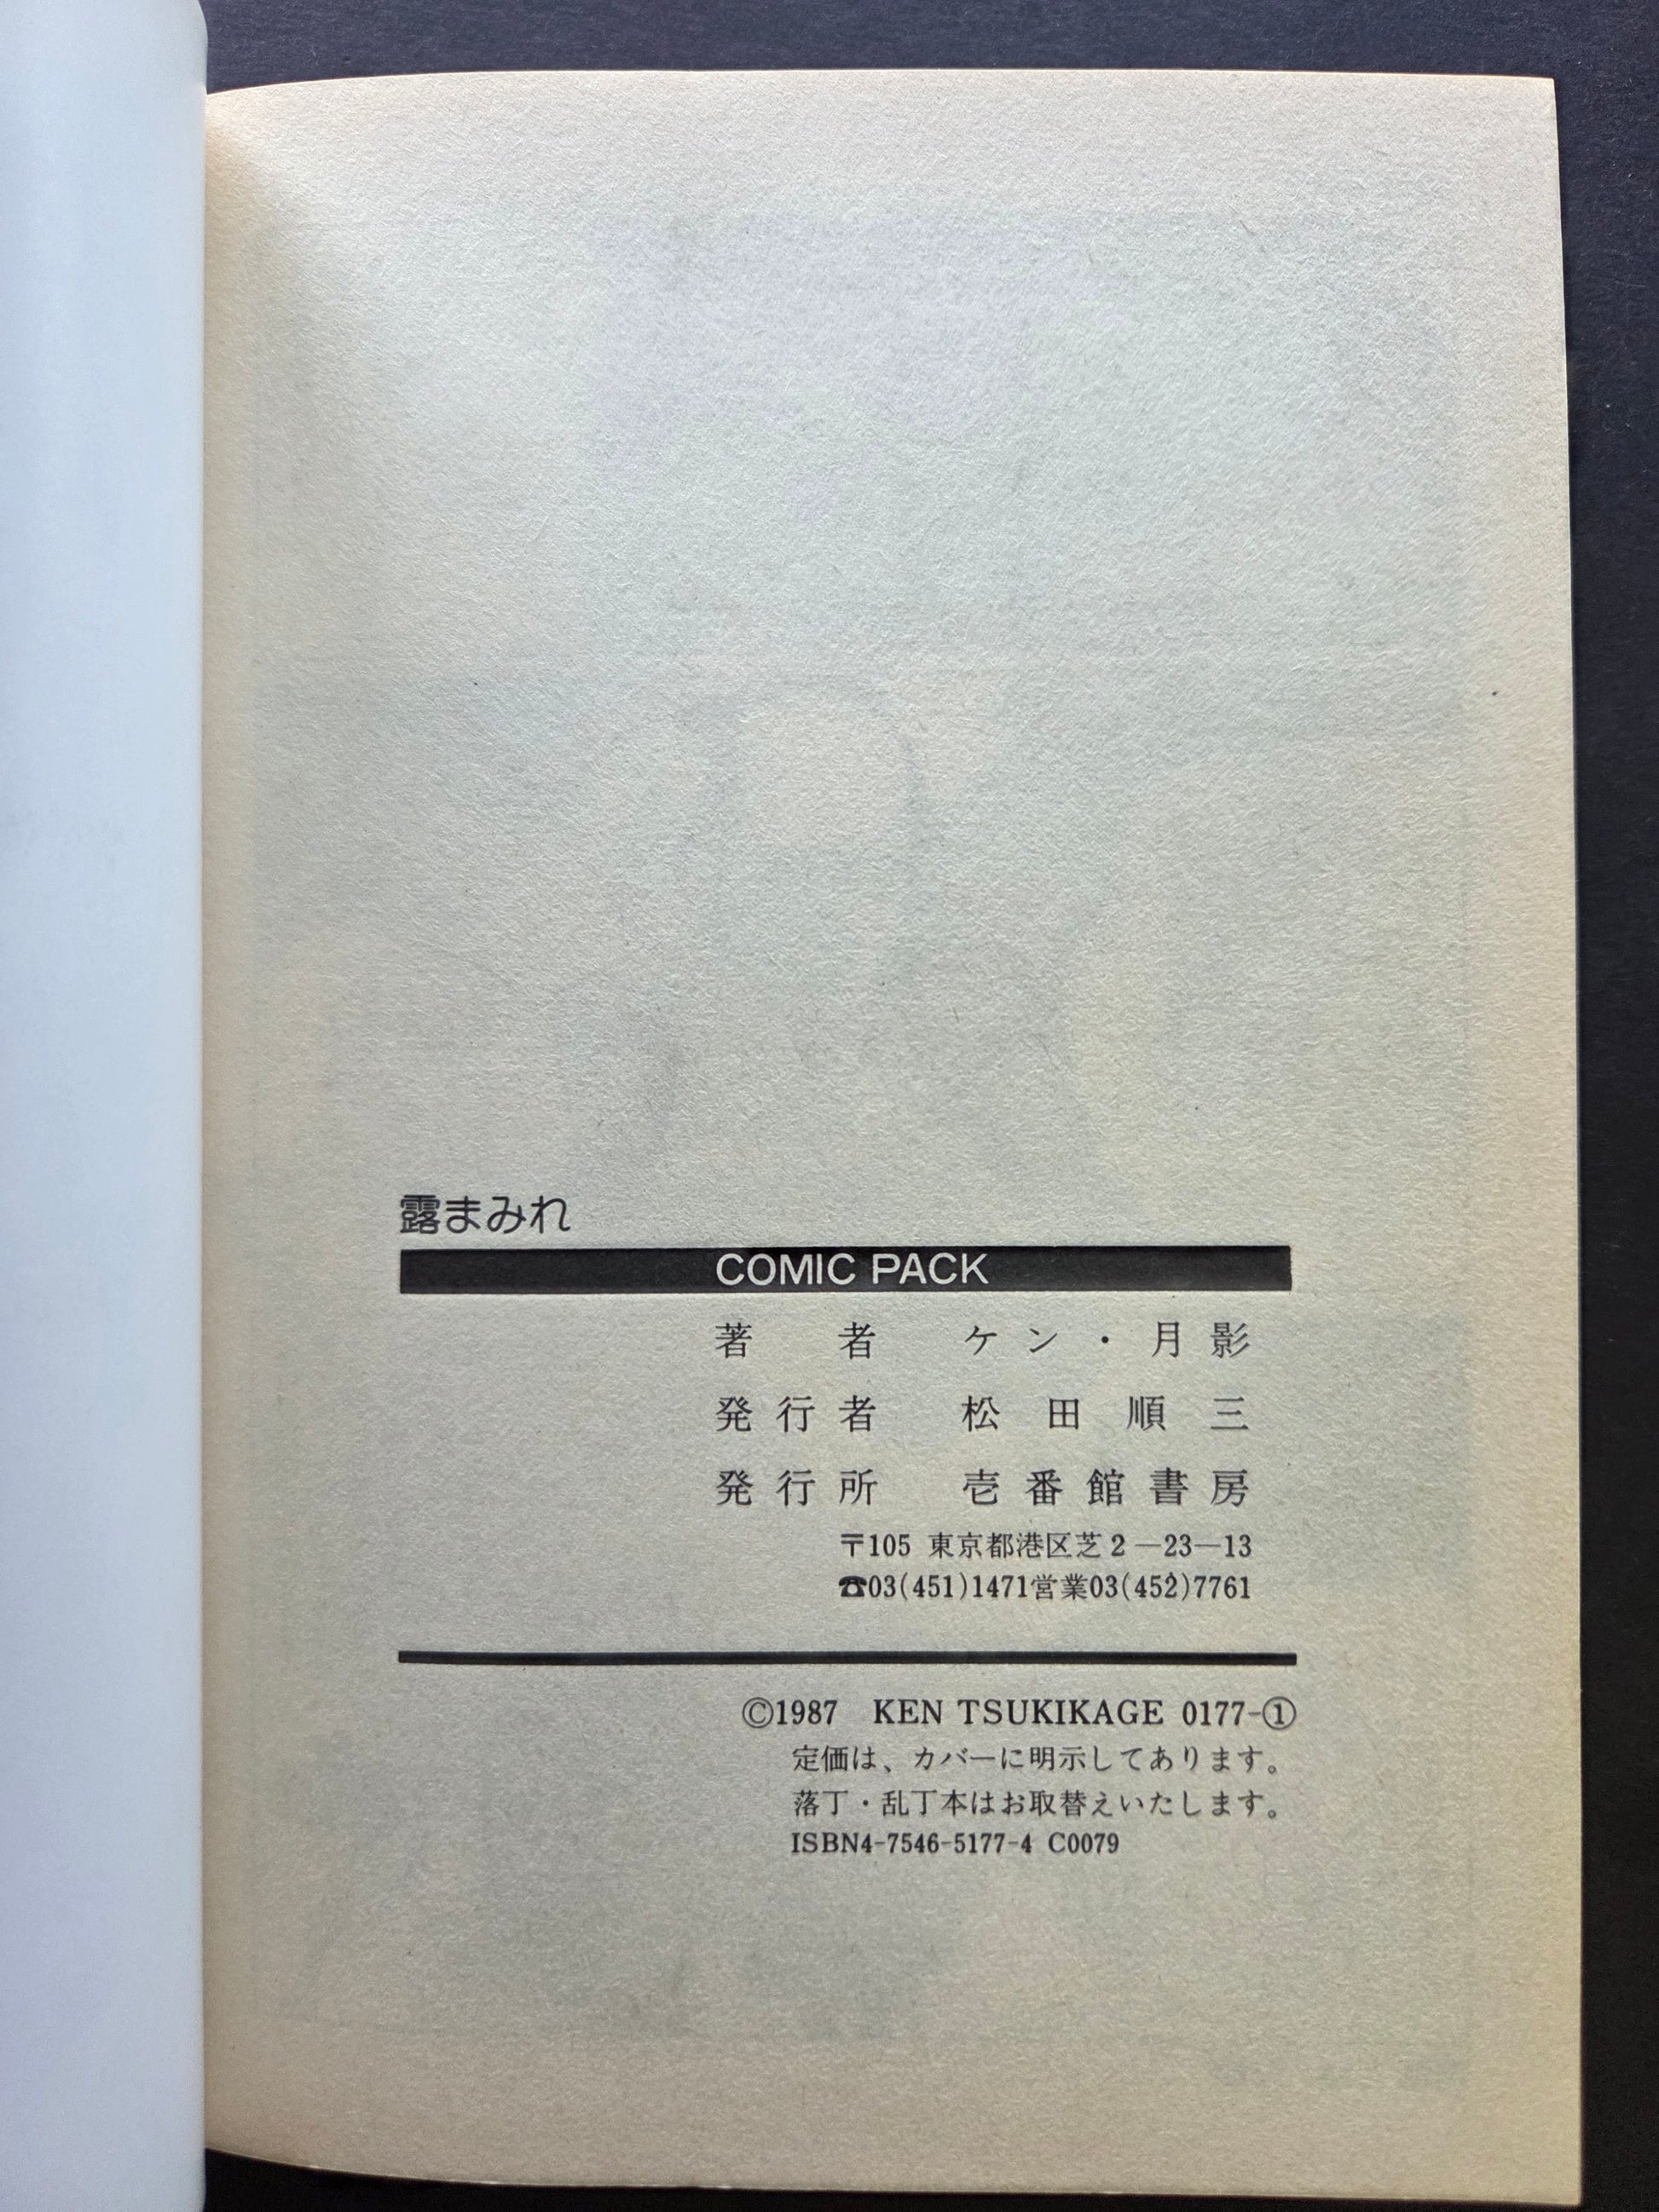 露まみれ
COMIC PACK
著者 ケン・月影
発行者 松田順三
発行所 壱番館書房
〒105 東京都港区芝2―23―13
☎03(451)1471営業03(452)7761
©1987 KEN TSUKIKAGE 0177-①
定価は、カバーに明示してあります。
落丁・乱丁本はお取替えいたします。
ISBN4-7546-5177-4 C0079